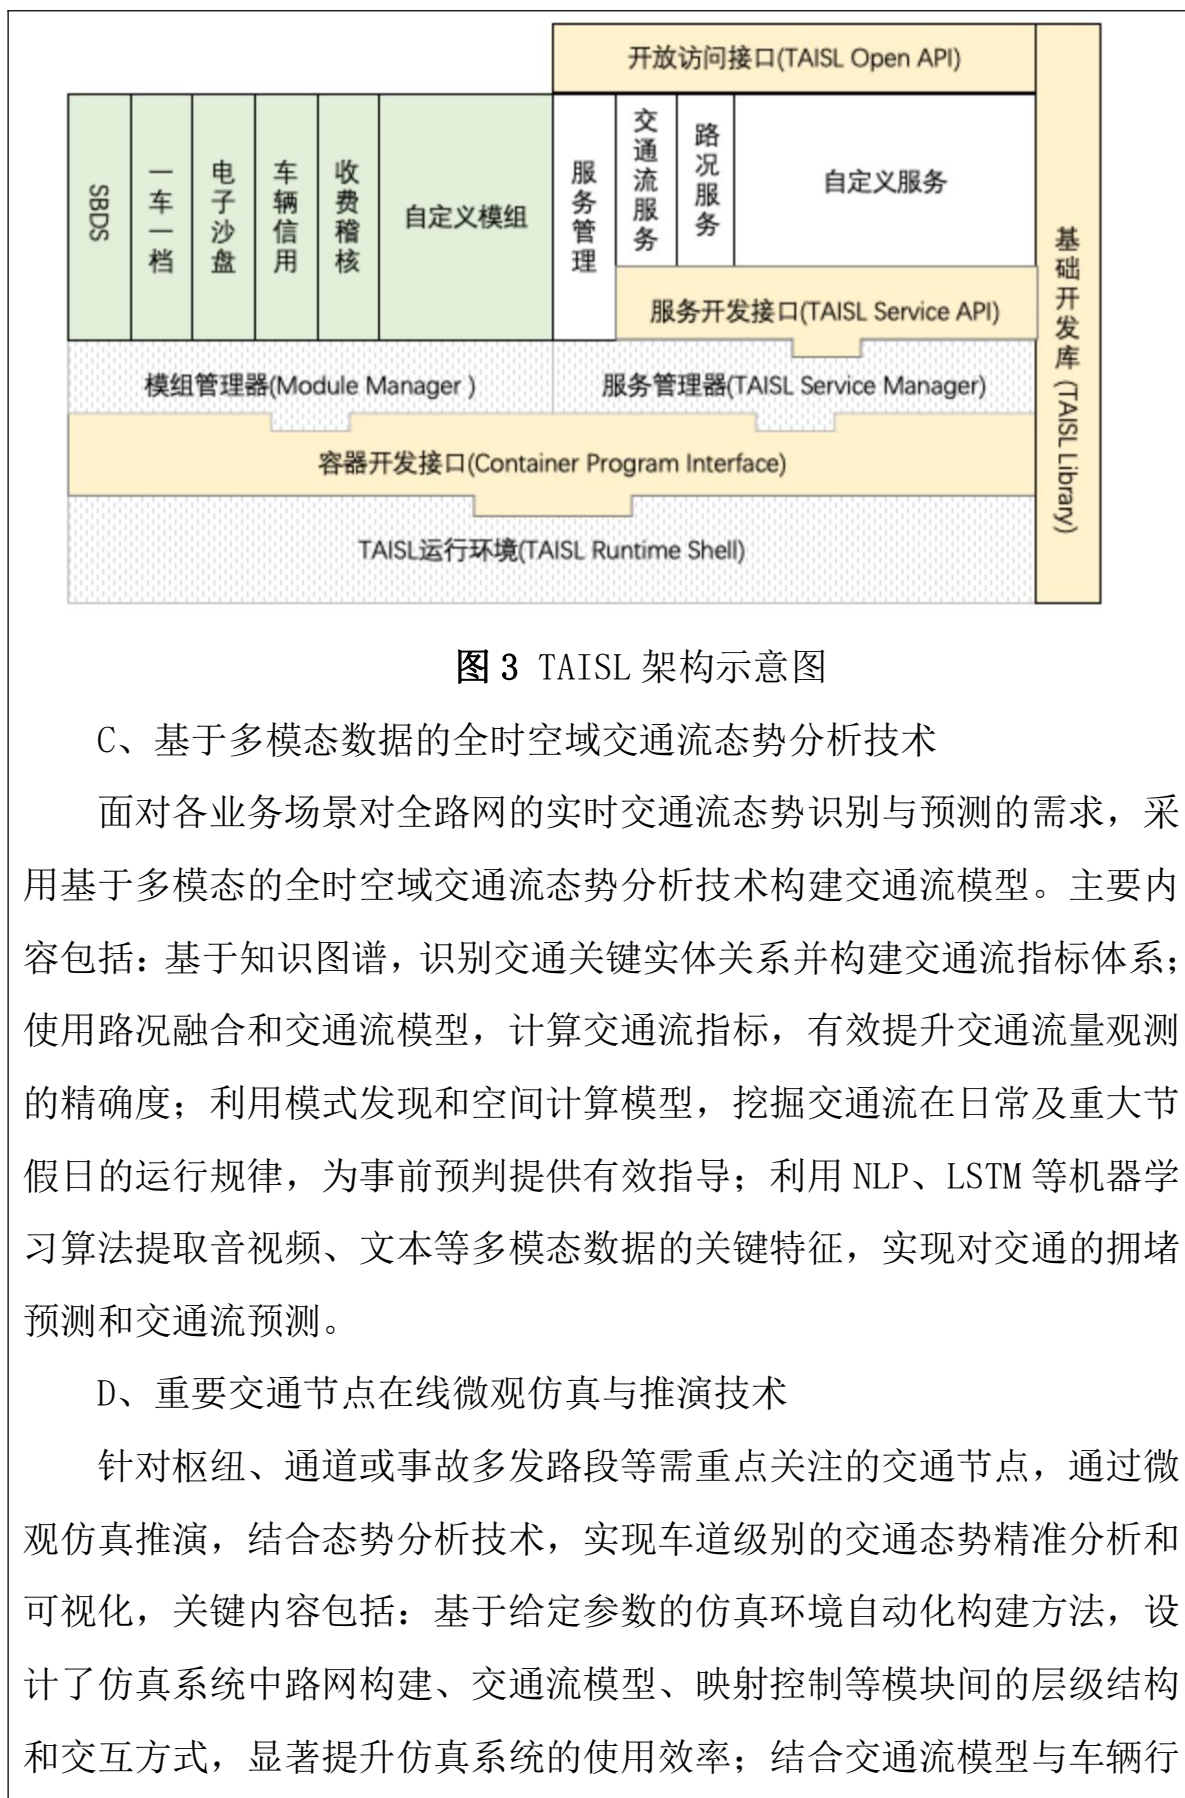 开放访问接口(TAISL Open API)
SBDS
一车一档
电子沙盘
车辆信用
收费稽核
自定义模组
服务管理
交通流服务
路况服务
自定义服务
服务开发接口(TAISL Service API)
模组管理器(Module Manager )
服务管理器(TAISL Service Manager)
容器开发接口(Container Program Interface)
TAISL运行环境(TAISL Runtime Shell)
基础开发库(TAISL Library)
图 3 TAISL 架构示意图
C、基于多模态数据的全时空域交通流态势分析技术
面对各业务场景对全路网的实时交通流态势识别与预测的需求，采
用基于多模态的全时空域交通流态势分析技术构建交通流模型。主要内
容包括：基于知识图谱，识别交通关键实体关系并构建交通流指标体系；
使用路况融合和交通流模型，计算交通流指标，有效提升交通流量观测
的精确度；利用模式发现和空间计算模型，挖掘交通流在日常及重大节
假日的运行规律，为事前预判提供有效指导；利用 NLP、LSTM 等机器学
习算法提取音视频、文本等多模态数据的关键特征，实现对交通的拥堵
预测和交通流预测。
D、重要交通节点在线微观仿真与推演技术
针对枢纽、通道或事故多发路段等需重点关注的交通节点，通过微
观仿真推演，结合态势分析技术，实现车道级别的交通态势精准分析和
可视化，关键内容包括：基于给定参数的仿真环境自动化构建方法，设
计了仿真系统中路网构建、交通流模型、映射控制等模块间的层级结构
和交互方式，显著提升仿真系统的使用效率；结合交通流模型与车辆行